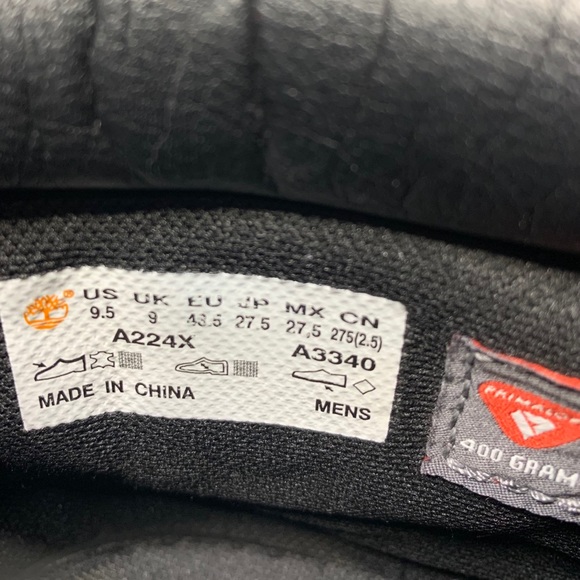 US UK EU JP MX CN
9.5 9 43.5 27.5 27,5 275(2.5)
A224X A3340
MADE IN CHINA MENS
PRIMALOF
400 GRAM